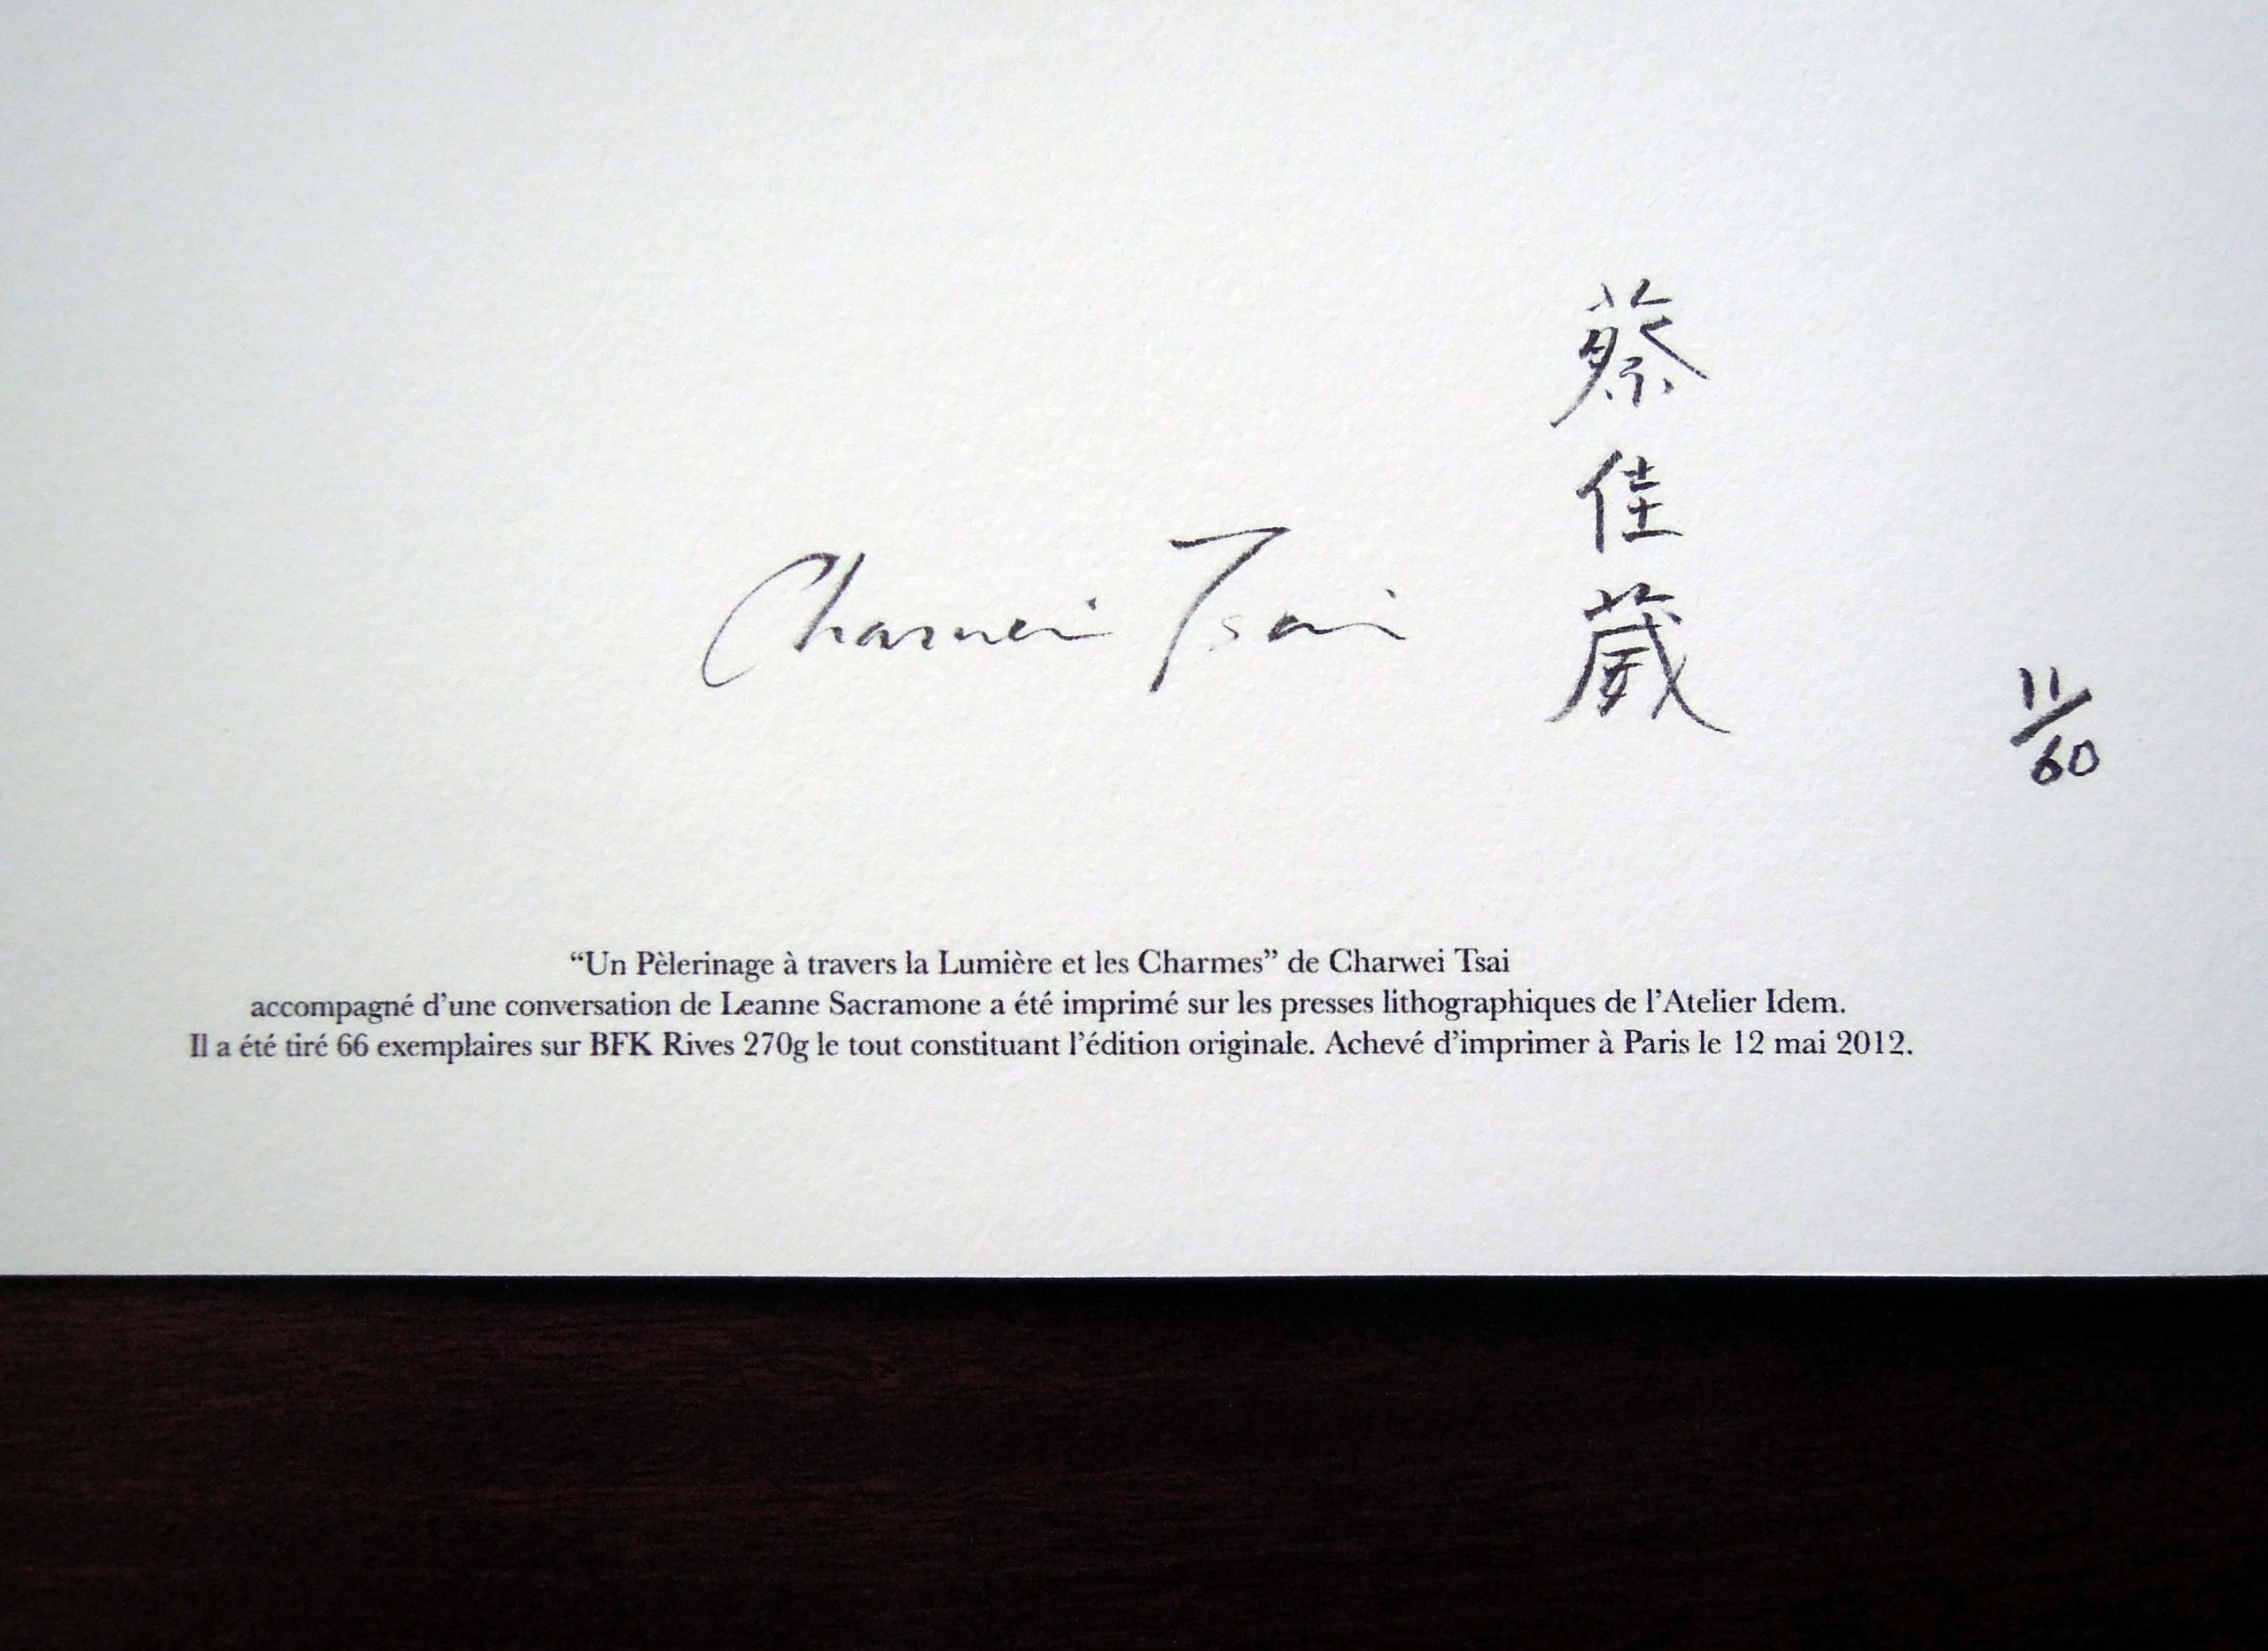 蔡佳葳
Charwei Tsai
11/60
“Un Pèlerinage à travers la Lumière et les Charmes” de Charwei Tsai
accompagné d’une conversation de Leanne Sacramone a été imprimé sur les presses lithographiques de l’Atelier Idem.
Il a été tiré 66 exemplaires sur BFK Rives 270g le tout constituant l’édition originale. Achevé d’imprimer à Paris le 12 mai 2012.